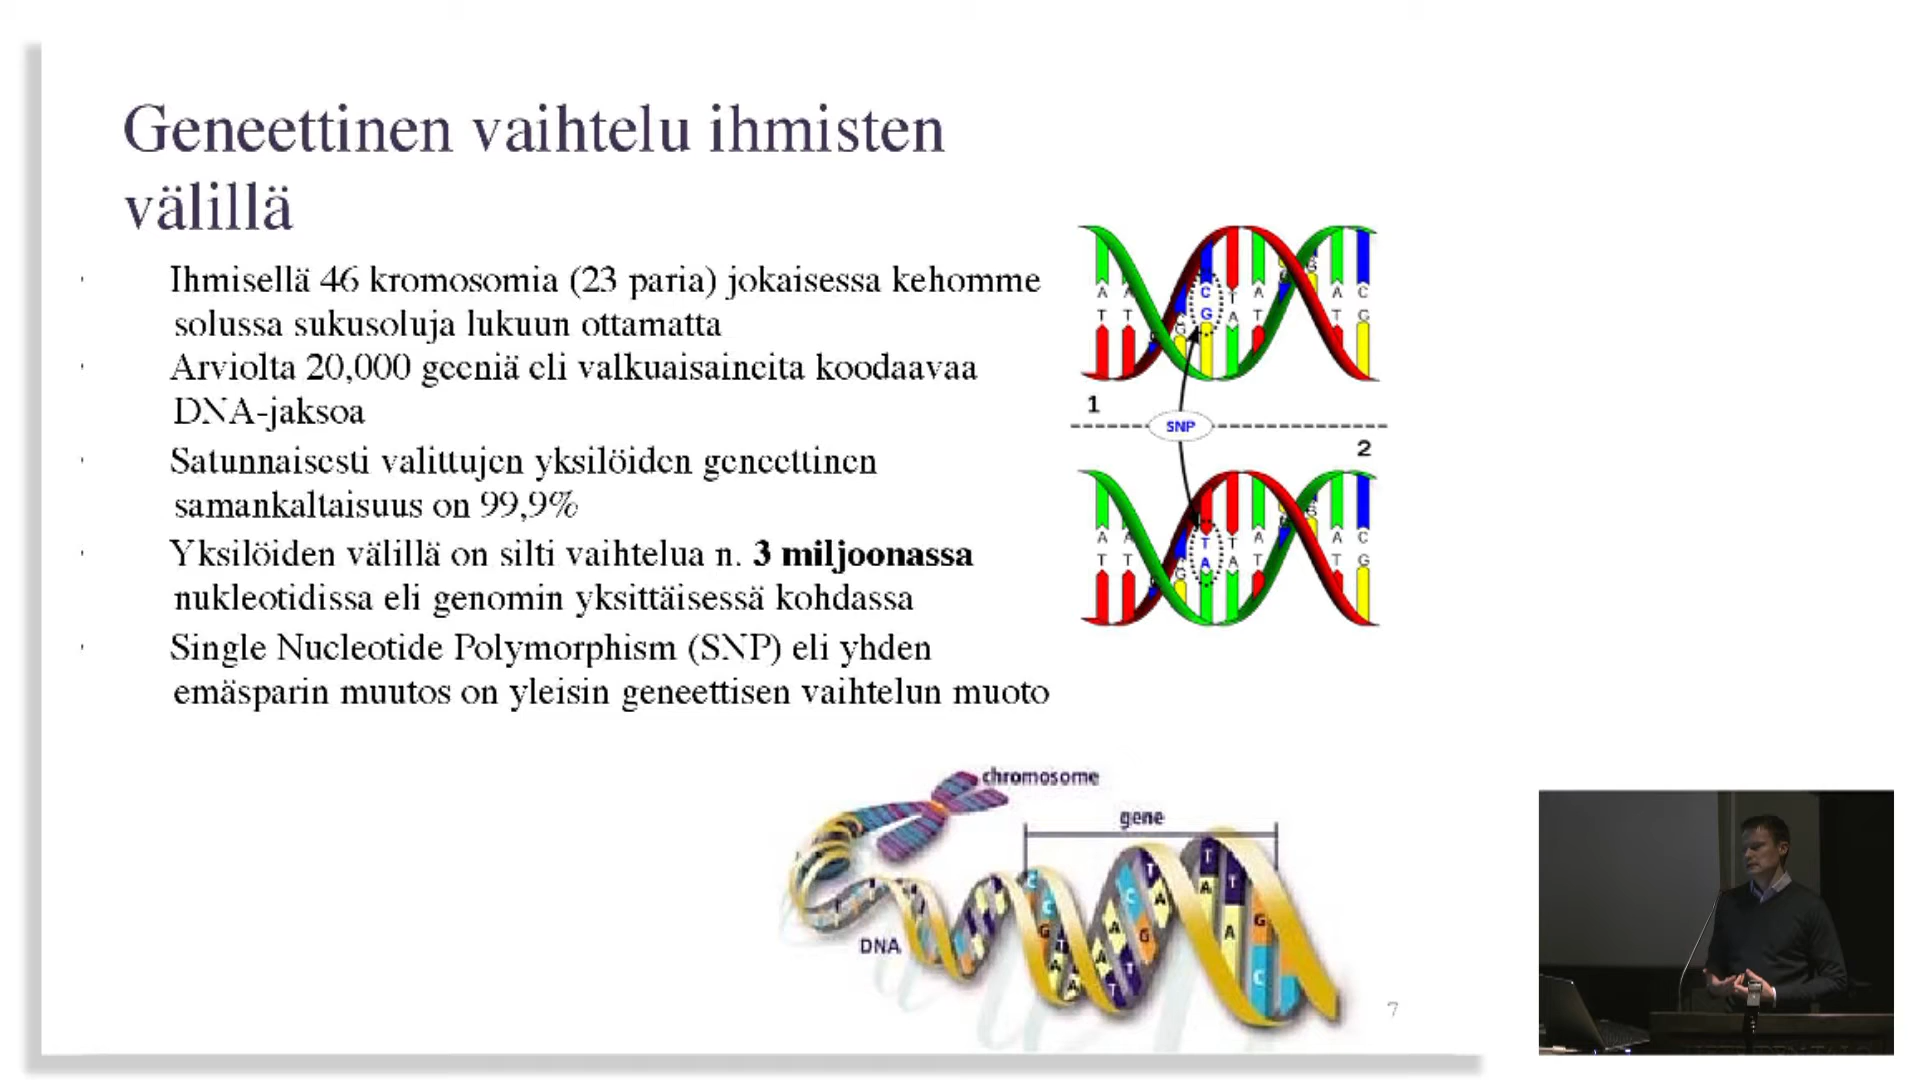 Geneettinen vaihtelu ihmisten
välillä
Ihmisellä 46 kromosomia (23 paria) jokaisessa kehomme
solussa sukusoluja lukuun ottamatta
Arviolta 20,000 geeniä eli valkuaisaineita koodaavaa
DNA-jaksoa
Satunnaisesti valittujen yksilöiden geneettinen
samankaltaisuus on 99,9%
Yksilöiden välillä on silti vaihtelua n. 3 miljoonassa
nukleotidissa eli genomin yksittäisessä kohdassa
Single Nucleotide Polymorphism (SNP) eli yhden
emäsparin muutos on yleisin geneettisen vaihtelun muoto
A A C T A G A C
T T G G A T T G
1
SNP
2
A A T T A G A C
T T G A A T T G
chromosome
gene
DNA
C C G T A A T C A G T A T A T A G C
7